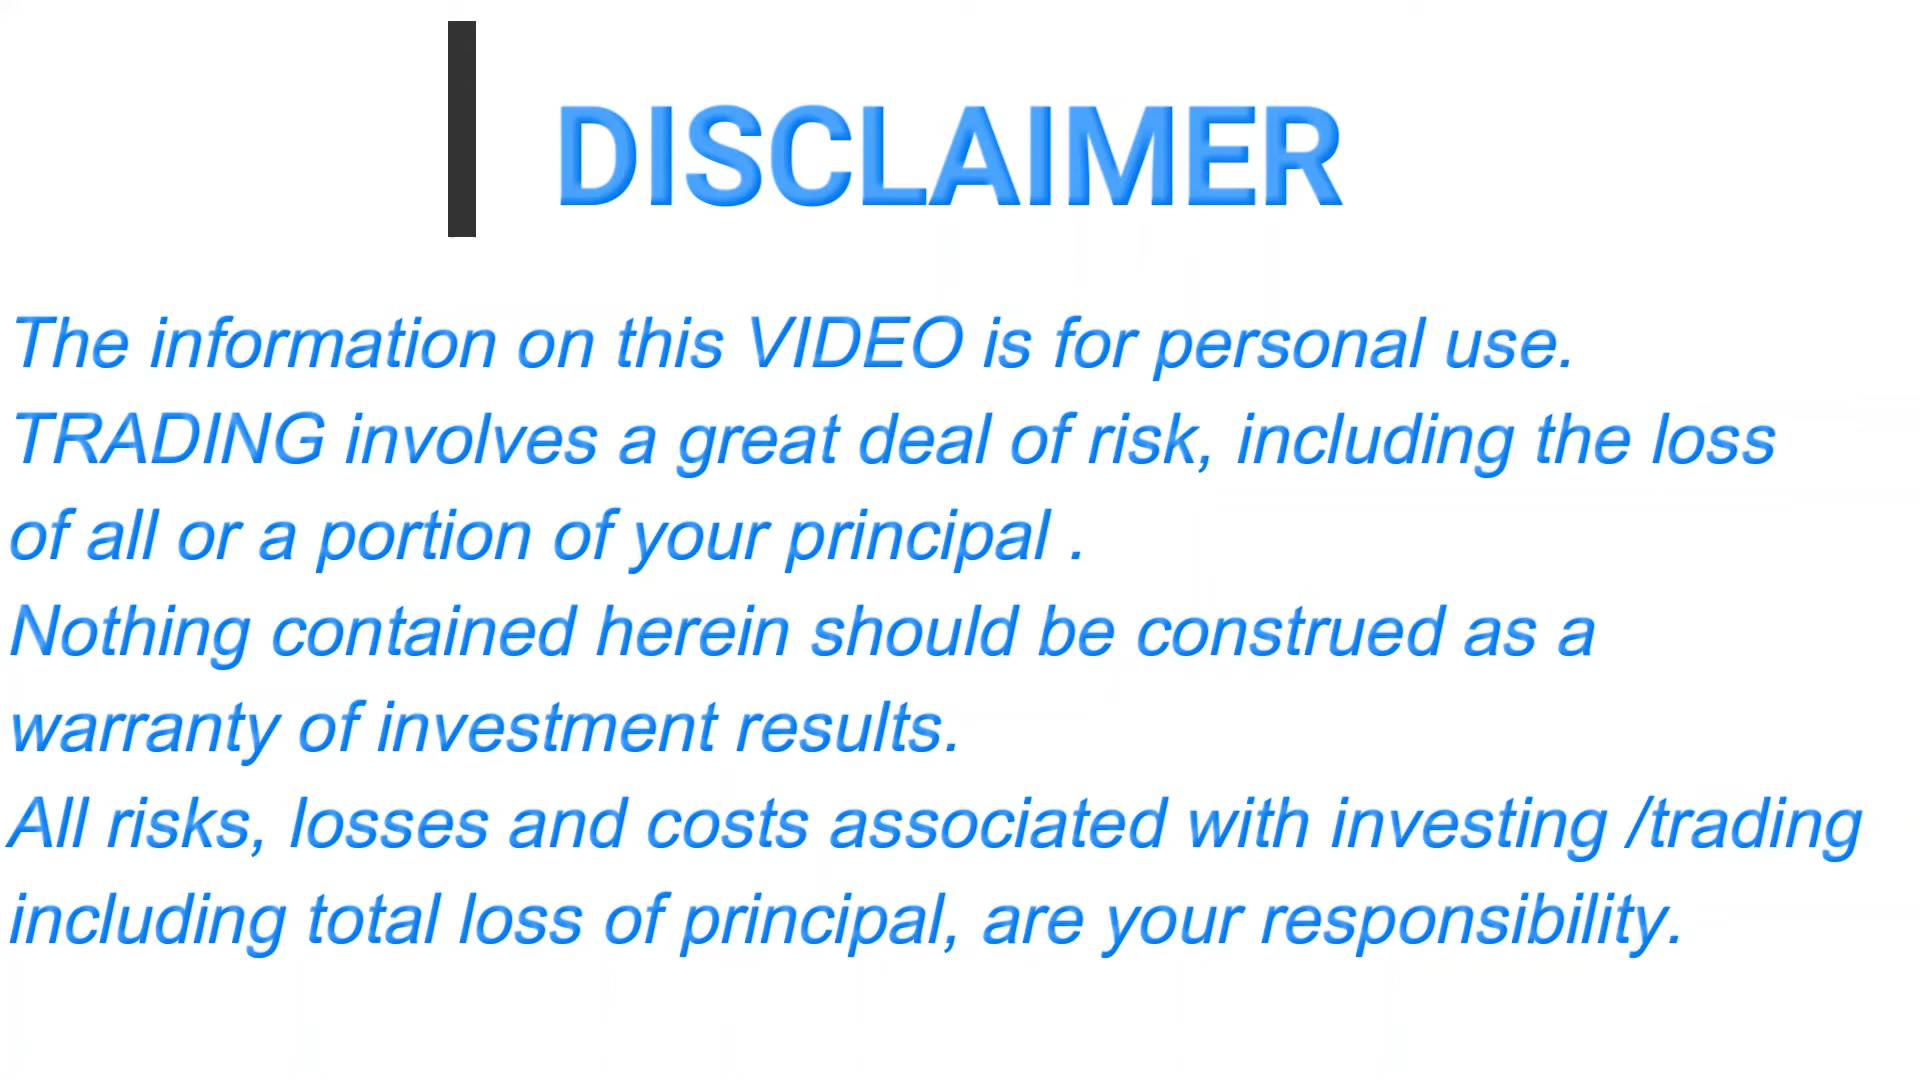 DISCLAIMER
The information on this VIDEO is for personal use.
TRADING involves a great deal of risk, including the loss
of all or a portion of your principal .
Nothing contained herein should be construed as a
warranty of investment results.
All risks, losses and costs associated with investing /trading
including total loss of principal, are your responsibility.